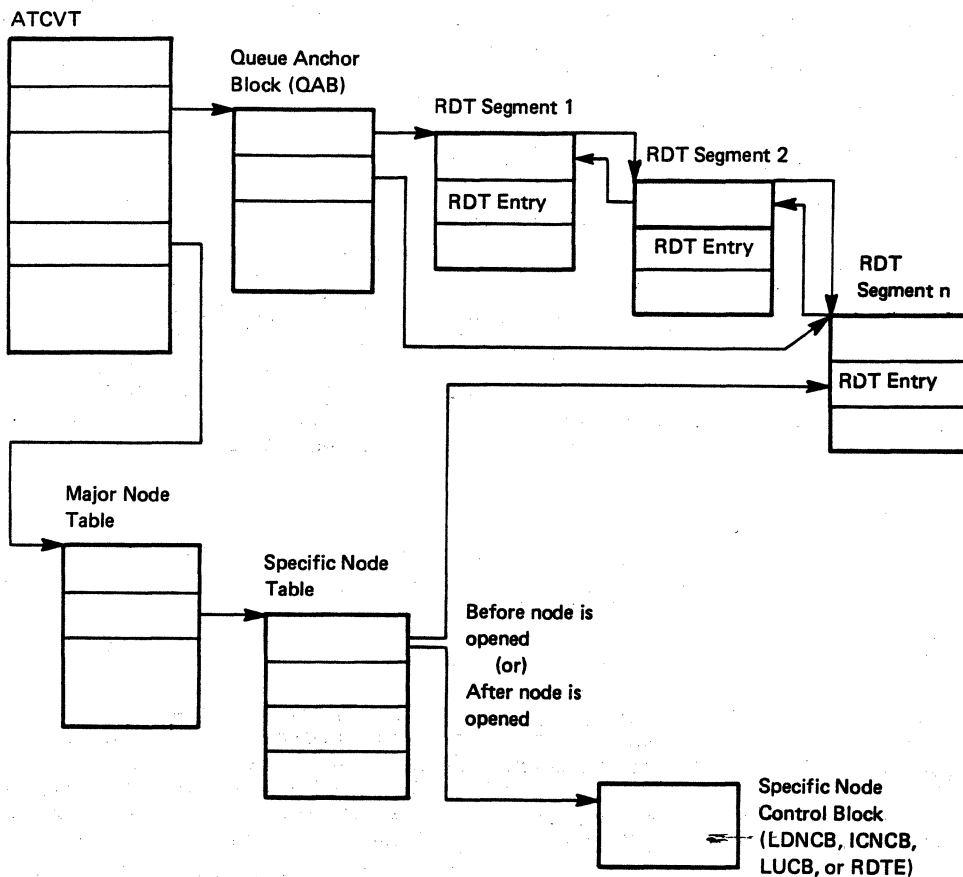 ATCVT
Queue Anchor
Block (QAB)
RDT Segment 1
RDT Segment 2
RDT Entry
RDT Entry
RDT
Segment n
RDT Entry
Major Node
Table
Specific Node
Table
Before node is
opened
(or)
After node is
opened
Specific Node
Control Block
(LDNCB, ICNCB,
LUCB, or RDTE)